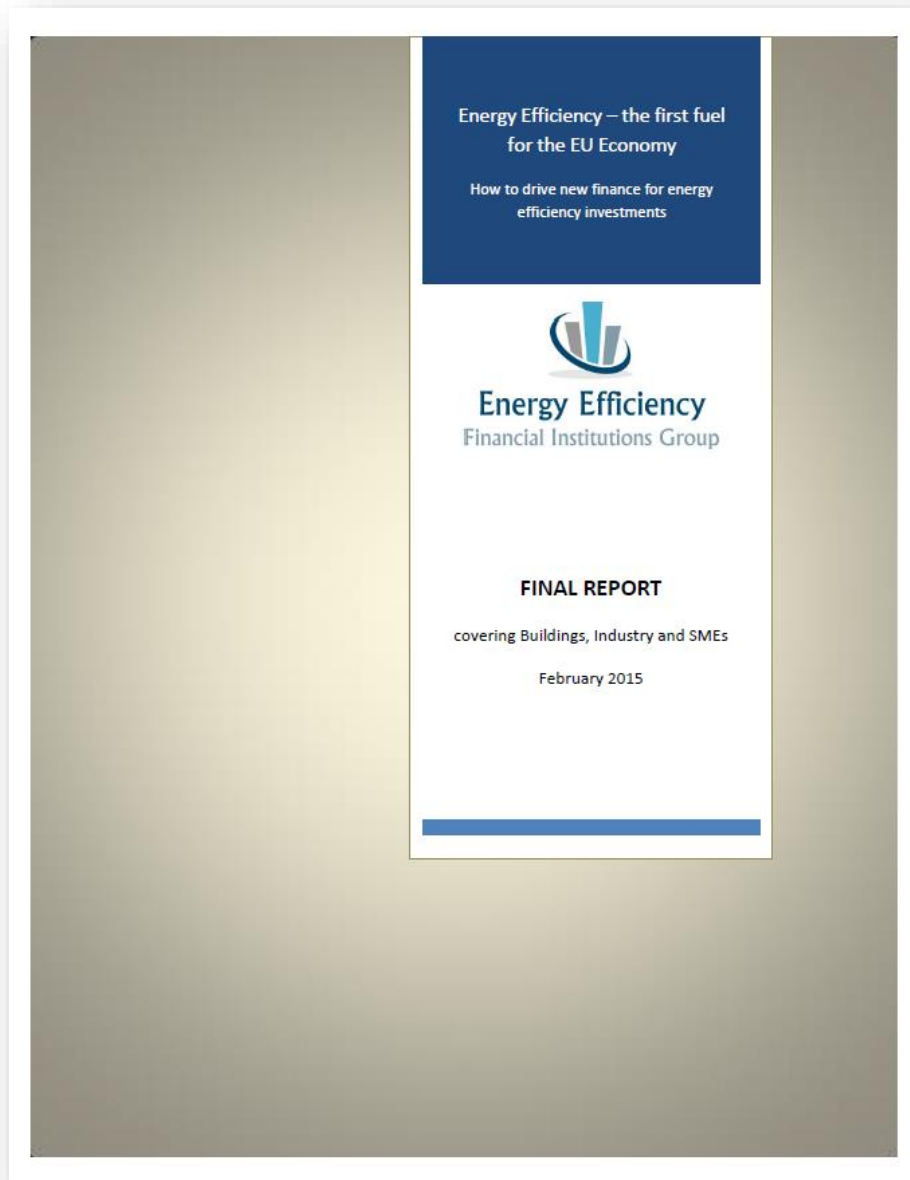 Energy Efficiency – the first fuel
for the EU Economy
How to drive new finance for energy
efficiency investments
Energy Efficiency
Financial Institutions Group
FINAL REPORT
covering Buildings, Industry and SMEs
February 2015